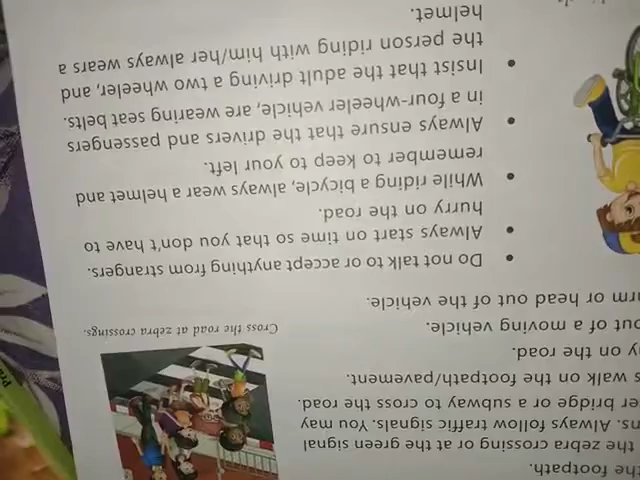 the footpath.
the zebra crossing or at the green signal
ns. Always follow traffic signals. You may
er bridge or a subway to cross the road.
s walk on the footpath/pavement.
y on the road.
out of a moving vehicle.
rm or head out of the vehicle.
Cross the road at zebra crossings.
• Do not talk to or accept anything from strangers.
• Always start on time so that you don't have to
hurry on the road.
• While riding a bicycle, always wear a helmet and
remember to keep to your left.
• Always ensure that the drivers and passengers
in a four-wheeler vehicle, are wearing seat belts.
• Insist that the adult driving a two wheeler, and
the person riding with him/her always wears a
helmet.